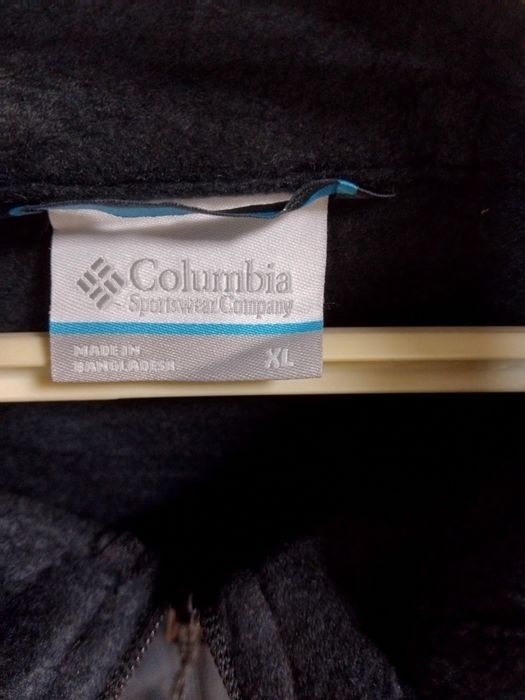 Columbia
Sportswear Company
MADE IN
BANGLADESH
XL